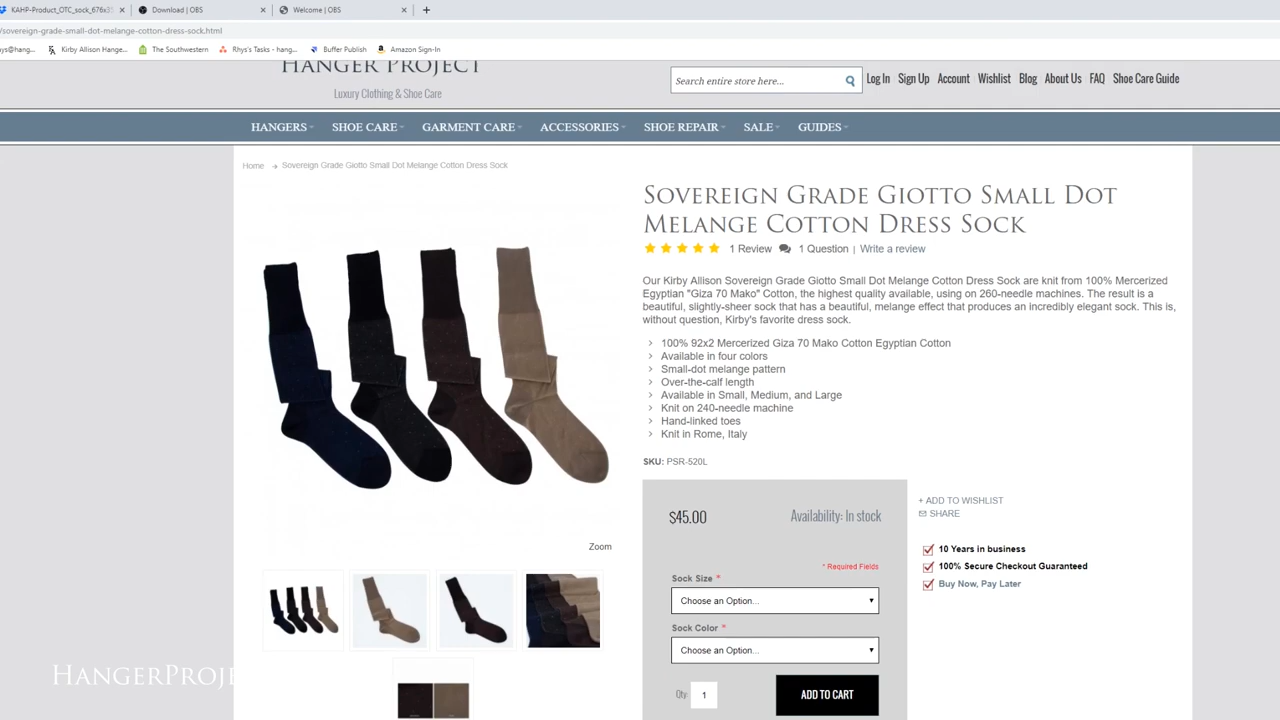 KAHP-Product_OTC_sock_676x3 × Download | OBS × Welcome | OBS × +
/sovereign-grade-small-dot-melange-cotton-dress-sock.html
ys@hang... Kirby Allison Hange... The Southwestern Rhys's Tasks - hang... Buffer Publish Amazon Sign-In
HANGER PROJECT
Luxury Clothing & Shoe Care
Search entire store here...
Log In Sign Up Account Wishlist Blog About Us FAQ Shoe Care Guide
HANGERS SHOE CARE GARMENT CARE ACCESSORIES SHOE REPAIR SALE GUIDES
Home → Sovereign Grade Giotto Small Dot Melange Cotton Dress Sock
SOVEREIGN GRADE GIOTTO SMALL DOT
MELANGE COTTON DRESS SOCK
1 Review 1 Question | Write a review
Our Kirby Allison Sovereign Grade Giotto Small Dot Melange Cotton Dress Sock are knit from 100% Mercerized
Egyptian "Giza 70 Mako" Cotton, the highest quality available, using on 260-needle machines. The result is a
beautiful, slightly-sheer sock that has a beautiful, melange effect that produces an incredibly elegant sock. This is,
without question, Kirby's favorite dress sock.
100% 92x2 Mercerized Giza 70 Mako Cotton Egyptian Cotton
Available in four colors
Small-dot melange pattern
Over-the-calf length
Available in Small, Medium, and Large
Knit on 240-needle machine
Hand-linked toes
Knit in Rome, Italy
SKU: PSR-520L
$45.00 Availability: In stock
+ ADD TO WISHLIST
SHARE
10 Years in business
100% Secure Checkout Guaranteed
Buy Now, Pay Later
Zoom
* Required Fields
Sock Size *
Choose an Option...
Sock Color *
Choose an Option...
Qty: 1 ADD TO CART
HANGERPROJE